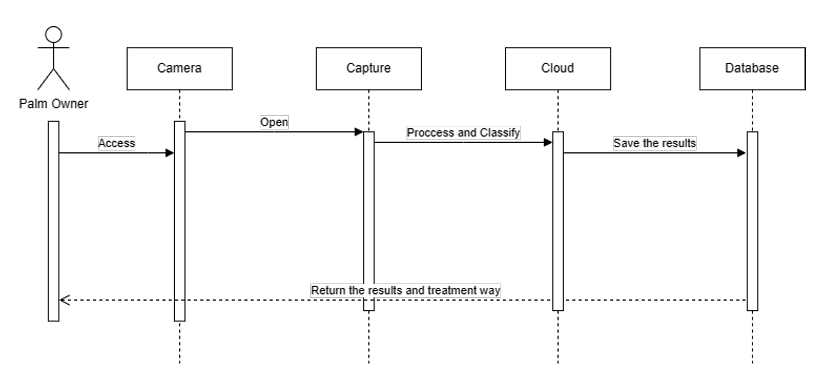 Camera
Capture
Cloud
Database
Palm Owner
Open
Proccess and Classify
Access
Save the results
Return the results and treatment way